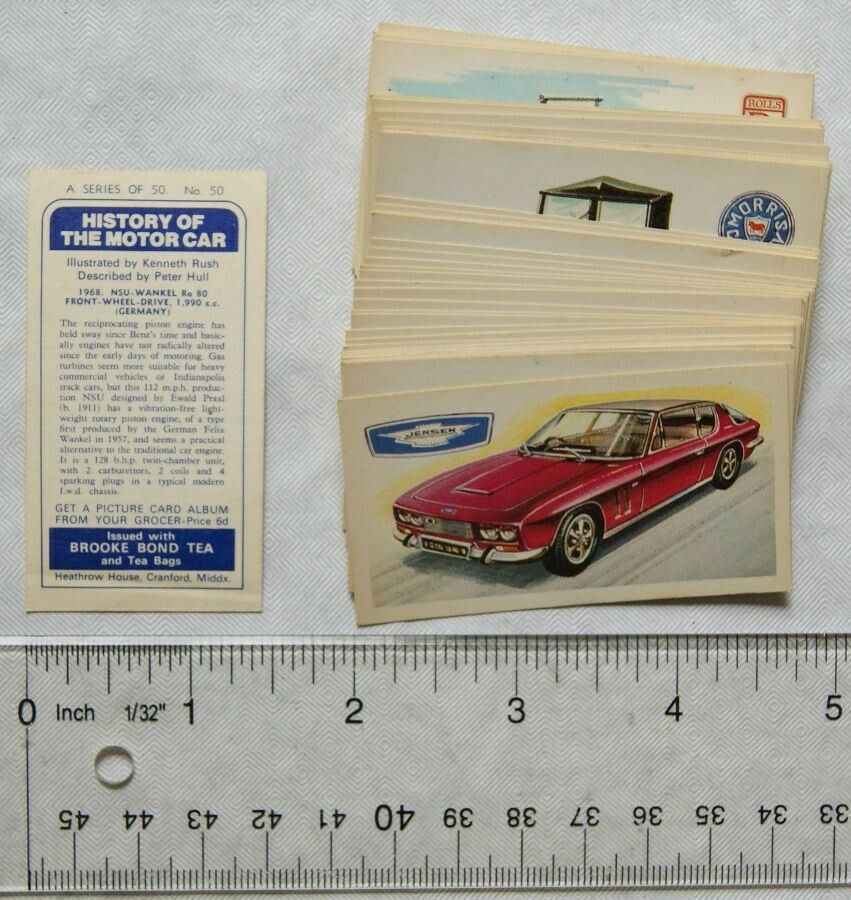 A SERIES OF 50. No. 50
HISTORY OF
THE MOTOR CAR
Illustrated by Kenneth Rush
Described by Peter Hull
1968. NSU-WANKEL Ro 80
FRONT-WHEEL-DRIVE, 1,990 c.c.
(GERMANY)
The reciprocating piston engine has
held sway since Benz's time and basic-
ally engines have not radically altered
since the early days of motoring. Gas
turbines seem more suitable for heavy
commercial vehicles or Indianapolis
track cars, but this 112 m.p.h. produc-
tion NSU designed by Ewald Praxl
(b. 1911) has a vibration-free light-
weight rotary piston engine, of a type
first produced by the German Felix
Wankel in 1957, and seems a practical
alternative to the traditional car engine.
It is a 128 b.h.p. twin-chamber unit,
with 2 carburettors, 2 coils and 4
sparking plugs in a typical modern
f.w.d. chassis.
GET A PICTURE CARD ALBUM
FROM YOUR GROCER-Price 6d
Issued with
BROOKE BOND TEA
and Tea Bags
Heathrow House, Cranford, Middx.
ROLLS
MORRIS
JENSEN
0 Inch 1/32" 1 2 3 4 5
45 44 43 42 41 40 39 38 37 36 35 34 33